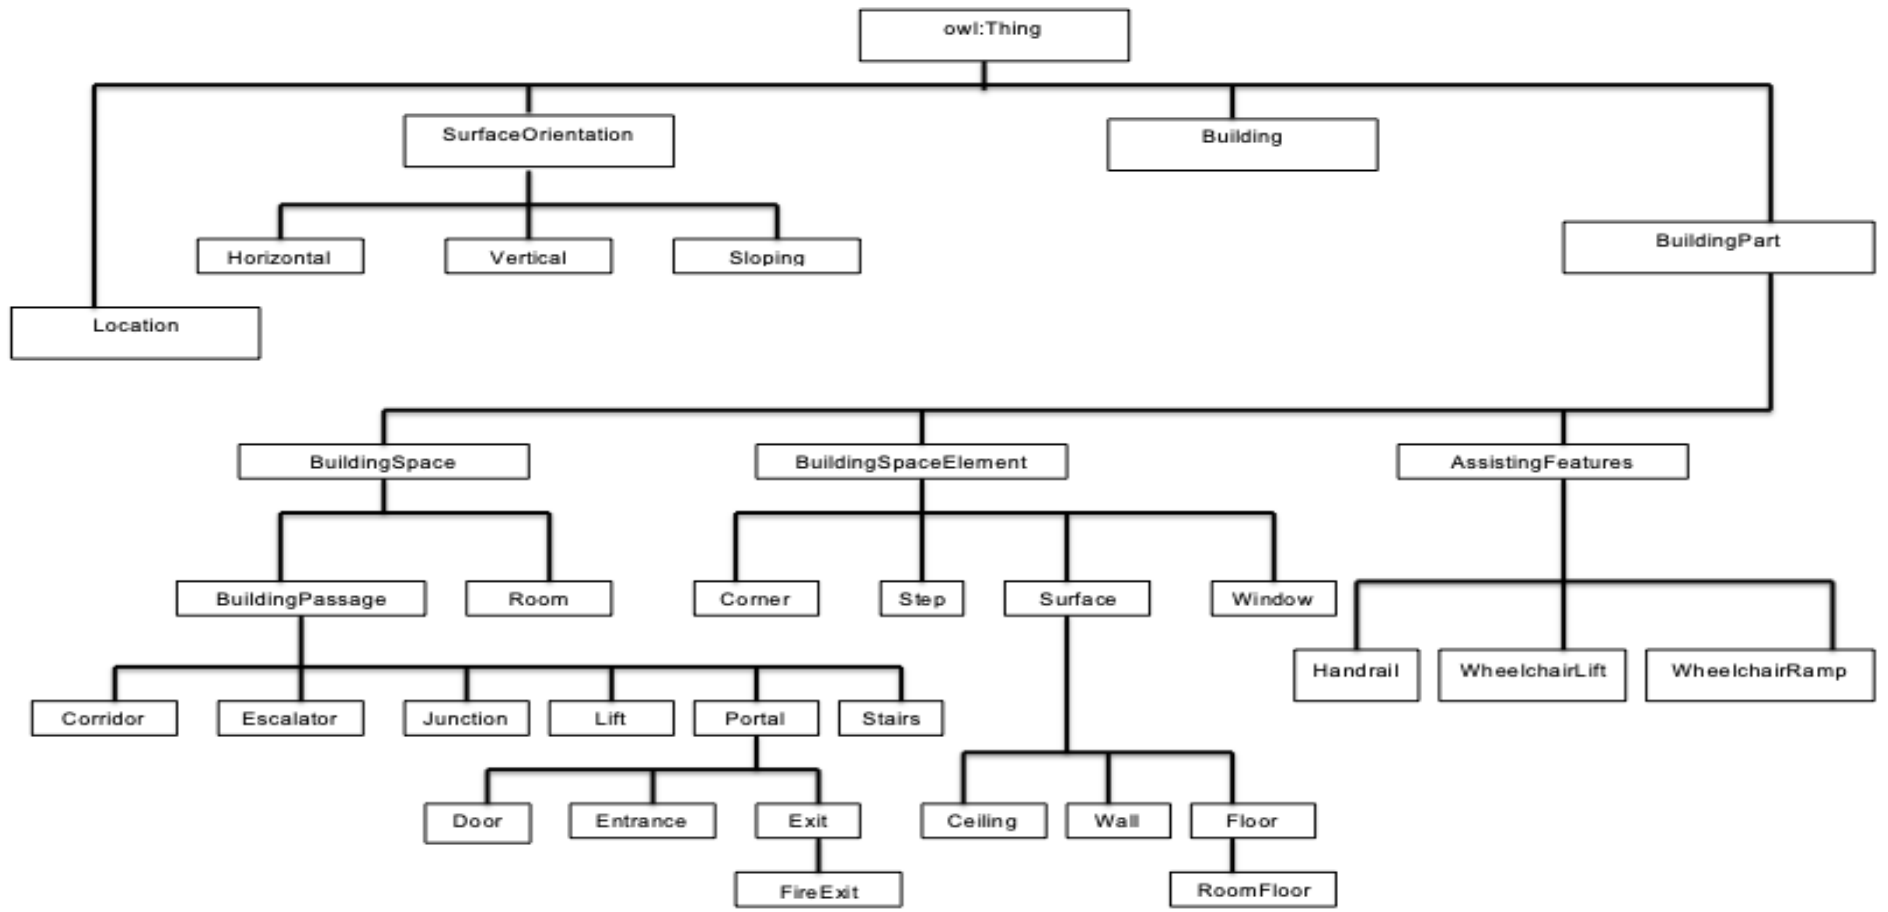 owl:Thing
SurfaceOrientation
Building
BuildingPart
Horizontal
Vertical
Sloping
Location
BuildingSpace
BuildingSpaceElement
AssistingFeatures
BuildingPassage
Room
Corner
Step
Surface
Window
Handrail
WheelchairLift
WheelchairRamp
Corridor
Escalator
Junction
Lift
Portal
Stairs
Door
Entrance
Exit
Ceiling
Wall
Floor
FireExit
RoomFloor